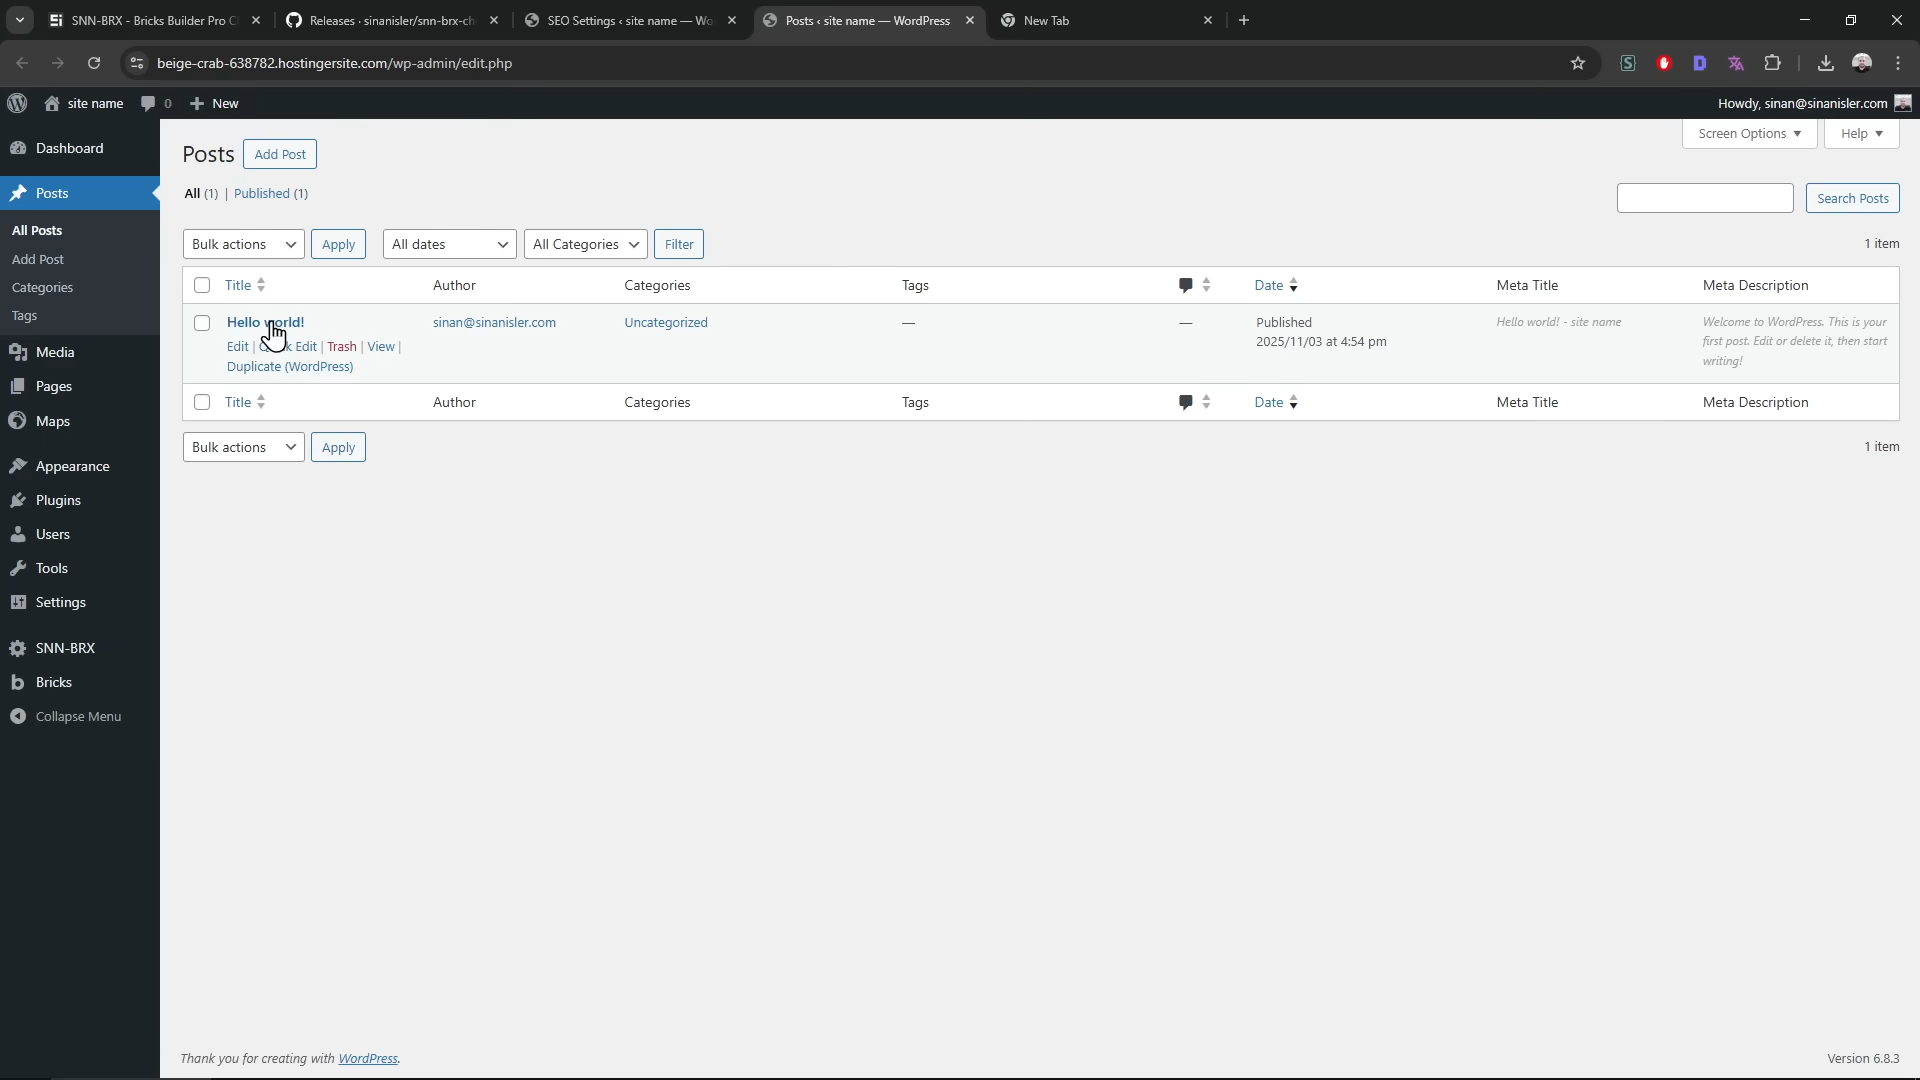 SNN-BRX - Bricks Builder Pro C
Releases · sinanisler/snn-brx-ch
SEO Settings ‹ site name — Wo
Posts ‹ site name — WordPress
New Tab
beige-crab-638782.hostingersite.com/wp-admin/edit.php
site name
0
New
Howdy, sinan@sinanisler.com
Dashboard
Posts
All Posts
Add Post
Categories
Tags
Media
Pages
Maps
Appearance
Plugins
Users
Tools
Settings
SNN-BRX
Bricks
Collapse Menu
Screen Options
Help
Posts
Add Post
All (1) | Published (1)
Search Posts
Bulk actions
Apply
All dates
All Categories
Filter
1 item
Title
Author
Categories
Tags
Date
Meta Title
Meta Description
Hello world!
Edit | Quick Edit | Trash | View |
Duplicate (WordPress)
sinan@sinanisler.com
Uncategorized
—
—
Published
2025/11/03 at 4:54 pm
Hello world! - site name
Welcome to WordPress. This is your
first post. Edit or delete it, then start
writing!
Title
Author
Categories
Tags
Date
Meta Title
Meta Description
Bulk actions
Apply
1 item
Thank you for creating with WordPress.
Version 6.8.3